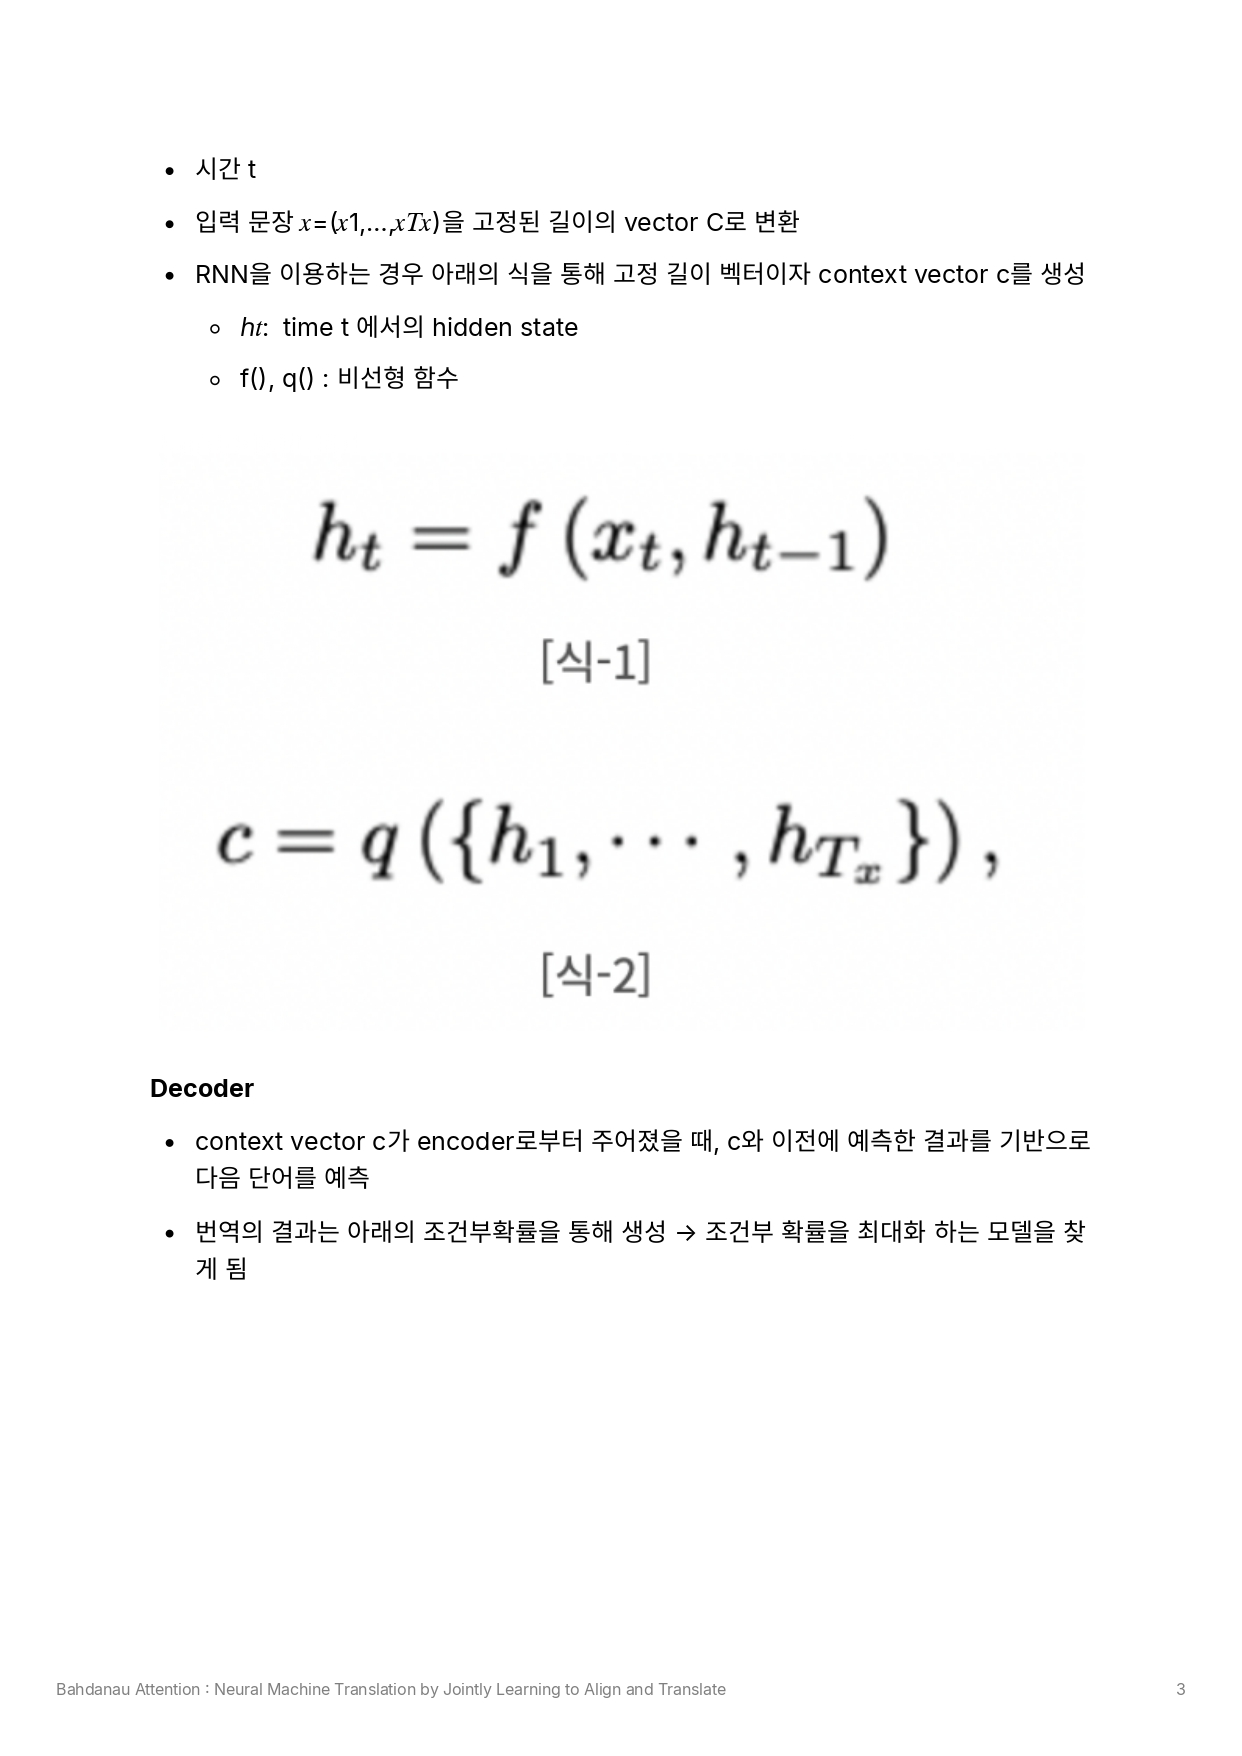 • 시간 t
• 입력 문장 𝑥=(𝑥1,…,𝑥𝑇𝑥)을 고정된 길이의 vector C로 변환
• RNN을 이용하는 경우 아래의 식을 통해 고정 길이 벡터이자 context vector c를 생성
◦ ℎ𝑡: time t 에서의 hidden state
◦ f(), q() : 비선형 함수
h_t = f (x_t, h_{t−1})
[식-1]
c = q ({h_1, · · · , h_{T_x}}) ,
[식-2]
Decoder
• context vector c가 encoder로부터 주어졌을 때, c와 이전에 예측한 결과를 기반으로
다음 단어를 예측
• 번역의 결과는 아래의 조건부확률을 통해 생성 → 조건부 확률을 최대화 하는 모델을 찾
게 됨
Bahdanau Attention : Neural Machine Translation by Jointly Learning to Align and Translate 3